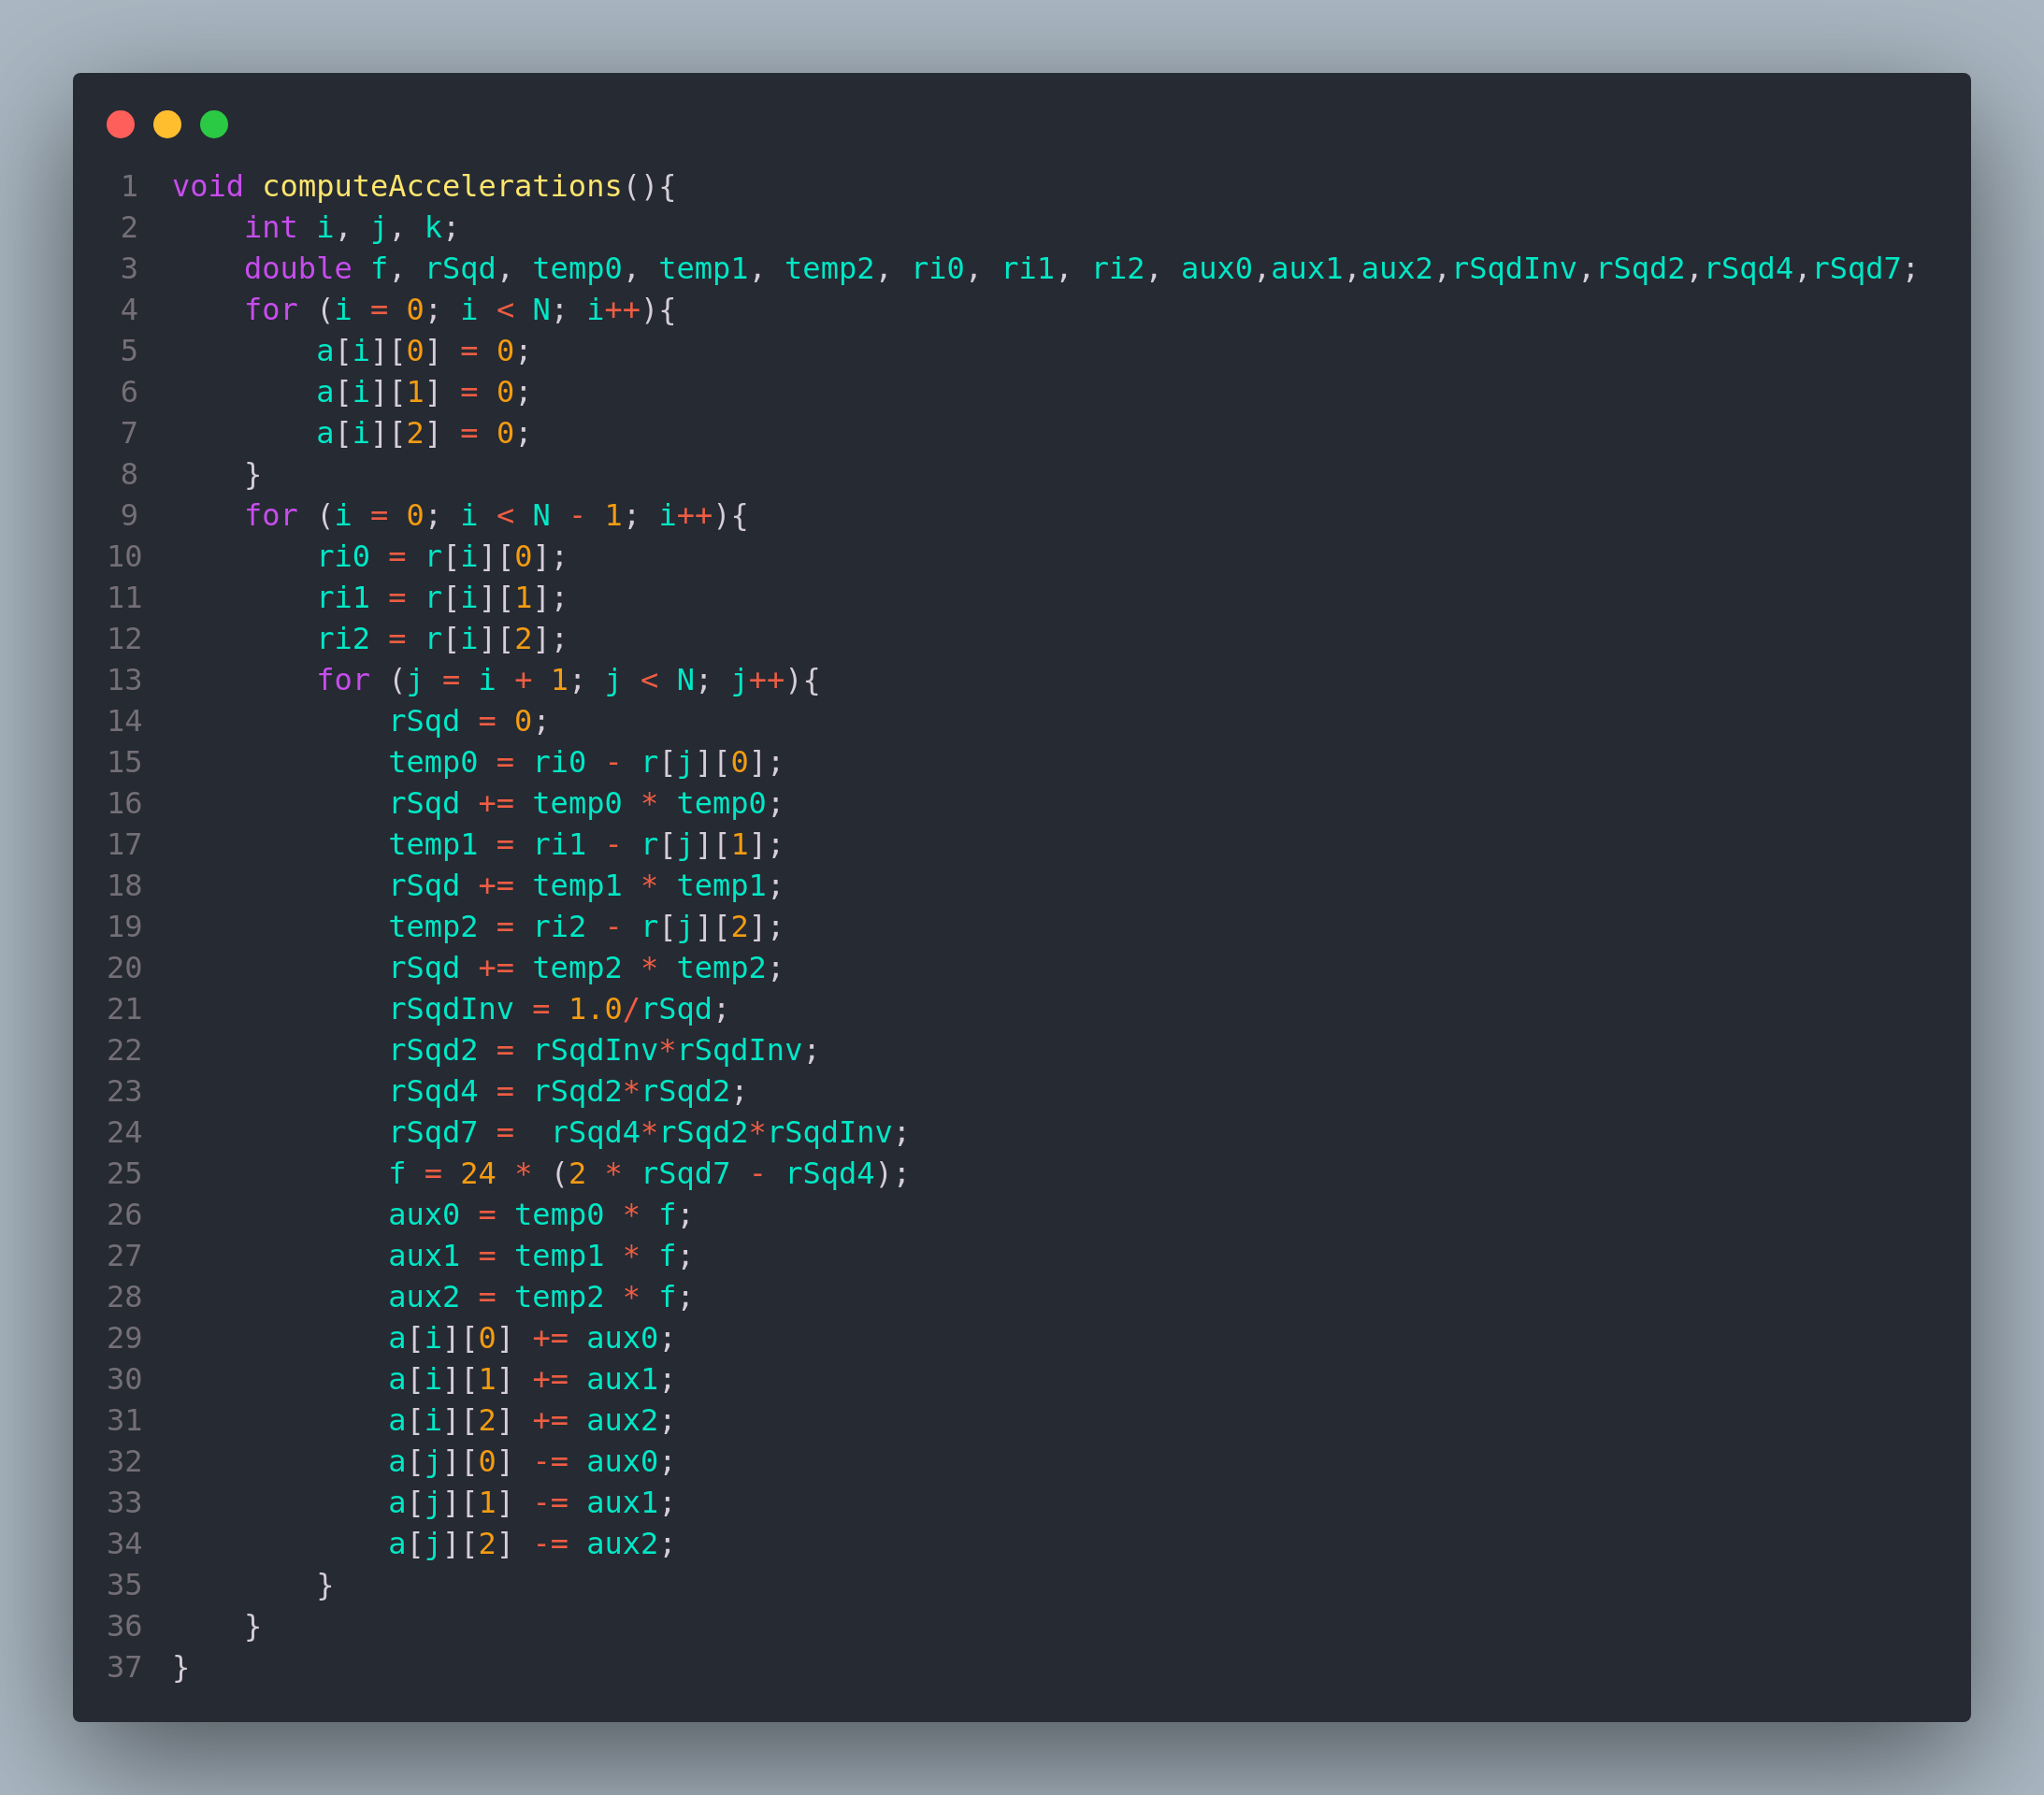 1 void computeAccelerations(){
2     int i, j, k;
3     double f, rSqd, temp0, temp1, temp2, ri0, ri1, ri2, aux0,aux1,aux2,rSqdInv,rSqd2,rSqd4,rSqd7;
4     for (i = 0; i < N; i++){
5         a[i][0] = 0;
6         a[i][1] = 0;
7         a[i][2] = 0;
8     }
9     for (i = 0; i < N - 1; i++){
10         ri0 = r[i][0];
11         ri1 = r[i][1];
12         ri2 = r[i][2];
13         for (j = i + 1; j < N; j++){
14             rSqd = 0;
15             temp0 = ri0 - r[j][0];
16             rSqd += temp0 * temp0;
17             temp1 = ri1 - r[j][1];
18             rSqd += temp1 * temp1;
19             temp2 = ri2 - r[j][2];
20             rSqd += temp2 * temp2;
21             rSqdInv = 1.0/rSqd;
22             rSqd2 = rSqdInv*rSqdInv;
23             rSqd4 = rSqd2*rSqd2;
24             rSqd7 =  rSqd4*rSqd2*rSqdInv;
25             f = 24 * (2 * rSqd7 - rSqd4);
26             aux0 = temp0 * f;
27             aux1 = temp1 * f;
28             aux2 = temp2 * f;
29             a[i][0] += aux0;
30             a[i][1] += aux1;
31             a[i][2] += aux2;
32             a[j][0] -= aux0;
33             a[j][1] -= aux1;
34             a[j][2] -= aux2;
35         }
36     }
37 }